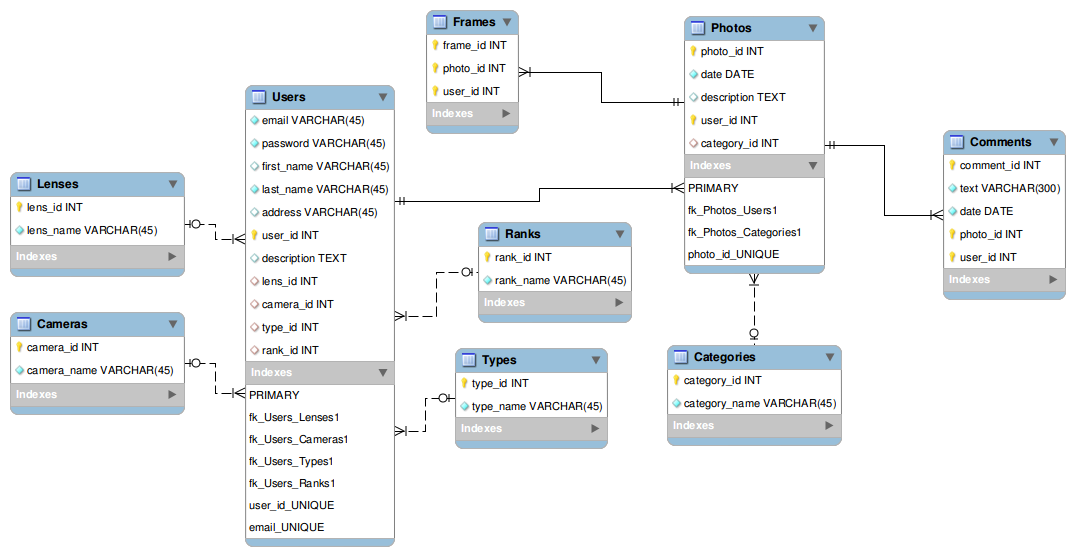 Frames
frame_id INT
photo_id INT
user_id INT
Indexes
Photos
photo_id INT
date DATE
description TEXT
user_id INT
category_id INT
Indexes
PRIMARY
fk_Photos_Users1
fk_Photos_Categories1
photo_id_UNIQUE
Users
email VARCHAR(45)
password VARCHAR(45)
first_name VARCHAR(45)
last_name VARCHAR(45)
address VARCHAR(45)
user_id INT
description TEXT
lens_id INT
camera_id INT
type_id INT
rank_id INT
Indexes
PRIMARY
fk_Users_Lenses1
fk_Users_Cameras1
fk_Users_Types1
fk_Users_Ranks1
user_id_UNIQUE
email_UNIQUE
Comments
comment_id INT
text VARCHAR(300)
date DATE
photo_id INT
user_id INT
Indexes
Lenses
lens_id INT
lens_name VARCHAR(45)
Indexes
Ranks
rank_id INT
rank_name VARCHAR(45)
Indexes
Cameras
camera_id INT
camera_name VARCHAR(45)
Indexes
Types
type_id INT
type_name VARCHAR(45)
Indexes
Categories
category_id INT
category_name VARCHAR(45)
Indexes